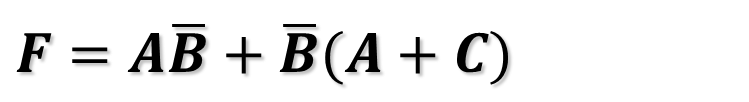 F = AB̅ + B̅(A + C)